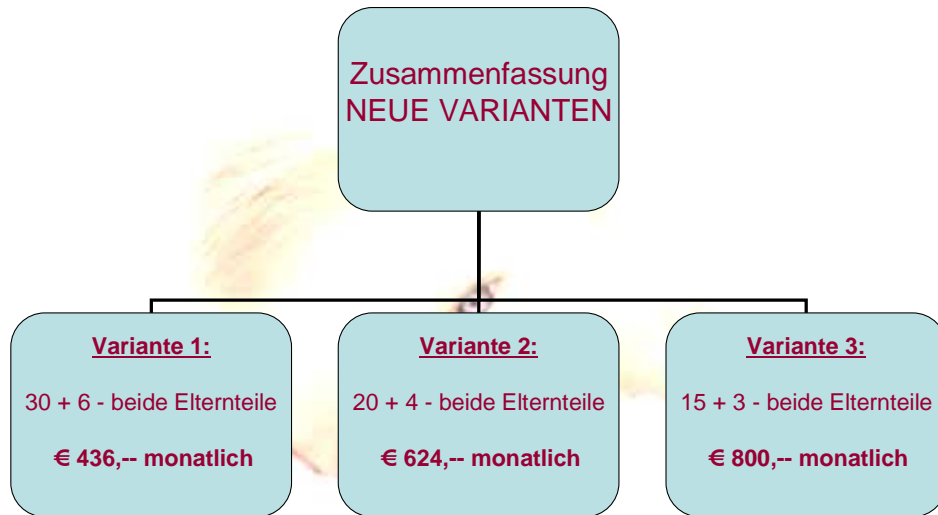 Zusammenfassung
NEUE VARIANTEN
Variante 1:
30 + 6 - beide Elternteile
€ 436,-- monatlich
Variante 2:
20 + 4 - beide Elternteile
€ 624,-- monatlich
Variante 3:
15 + 3 - beide Elternteile
€ 800,-- monatlich